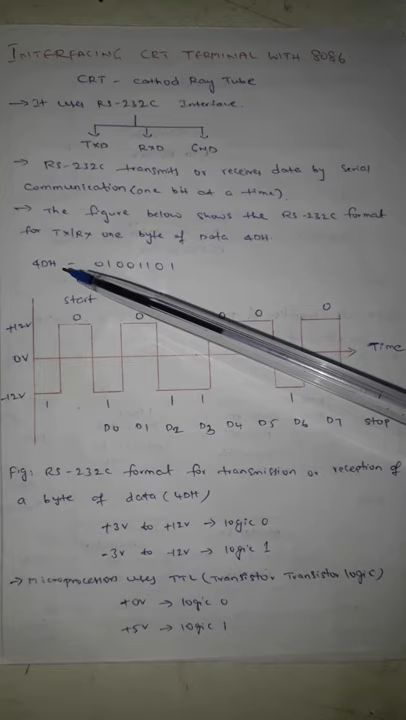 INTERFACING CRT TERMINAL WITH 8086
CRT - Cathod Ray Tube
→ It uses RS-232C Interface.
TXD RXD GND
→ RS-232C transmits or receives data by Serial
Communication (one bit at a time).
→ The figure below shows the RS-232C format
for TX/RX one byte of Data 4DH.
4DH = 01001101
start
0 0 0 0
+12V
0V
Time
-12V
1 1 1 1 1
D0 D1 D2 D3 D4 D5 D6 D7 Stop
Fig: RS-232C format for transmission or reception of
a byte of data (4DH)
+3V to +12V → logic 0
-3V to -12V → logic 1
→ Microprocessor uses TTL (Transistor Transistor logic)
+0V → logic 0
+5V → logic 1